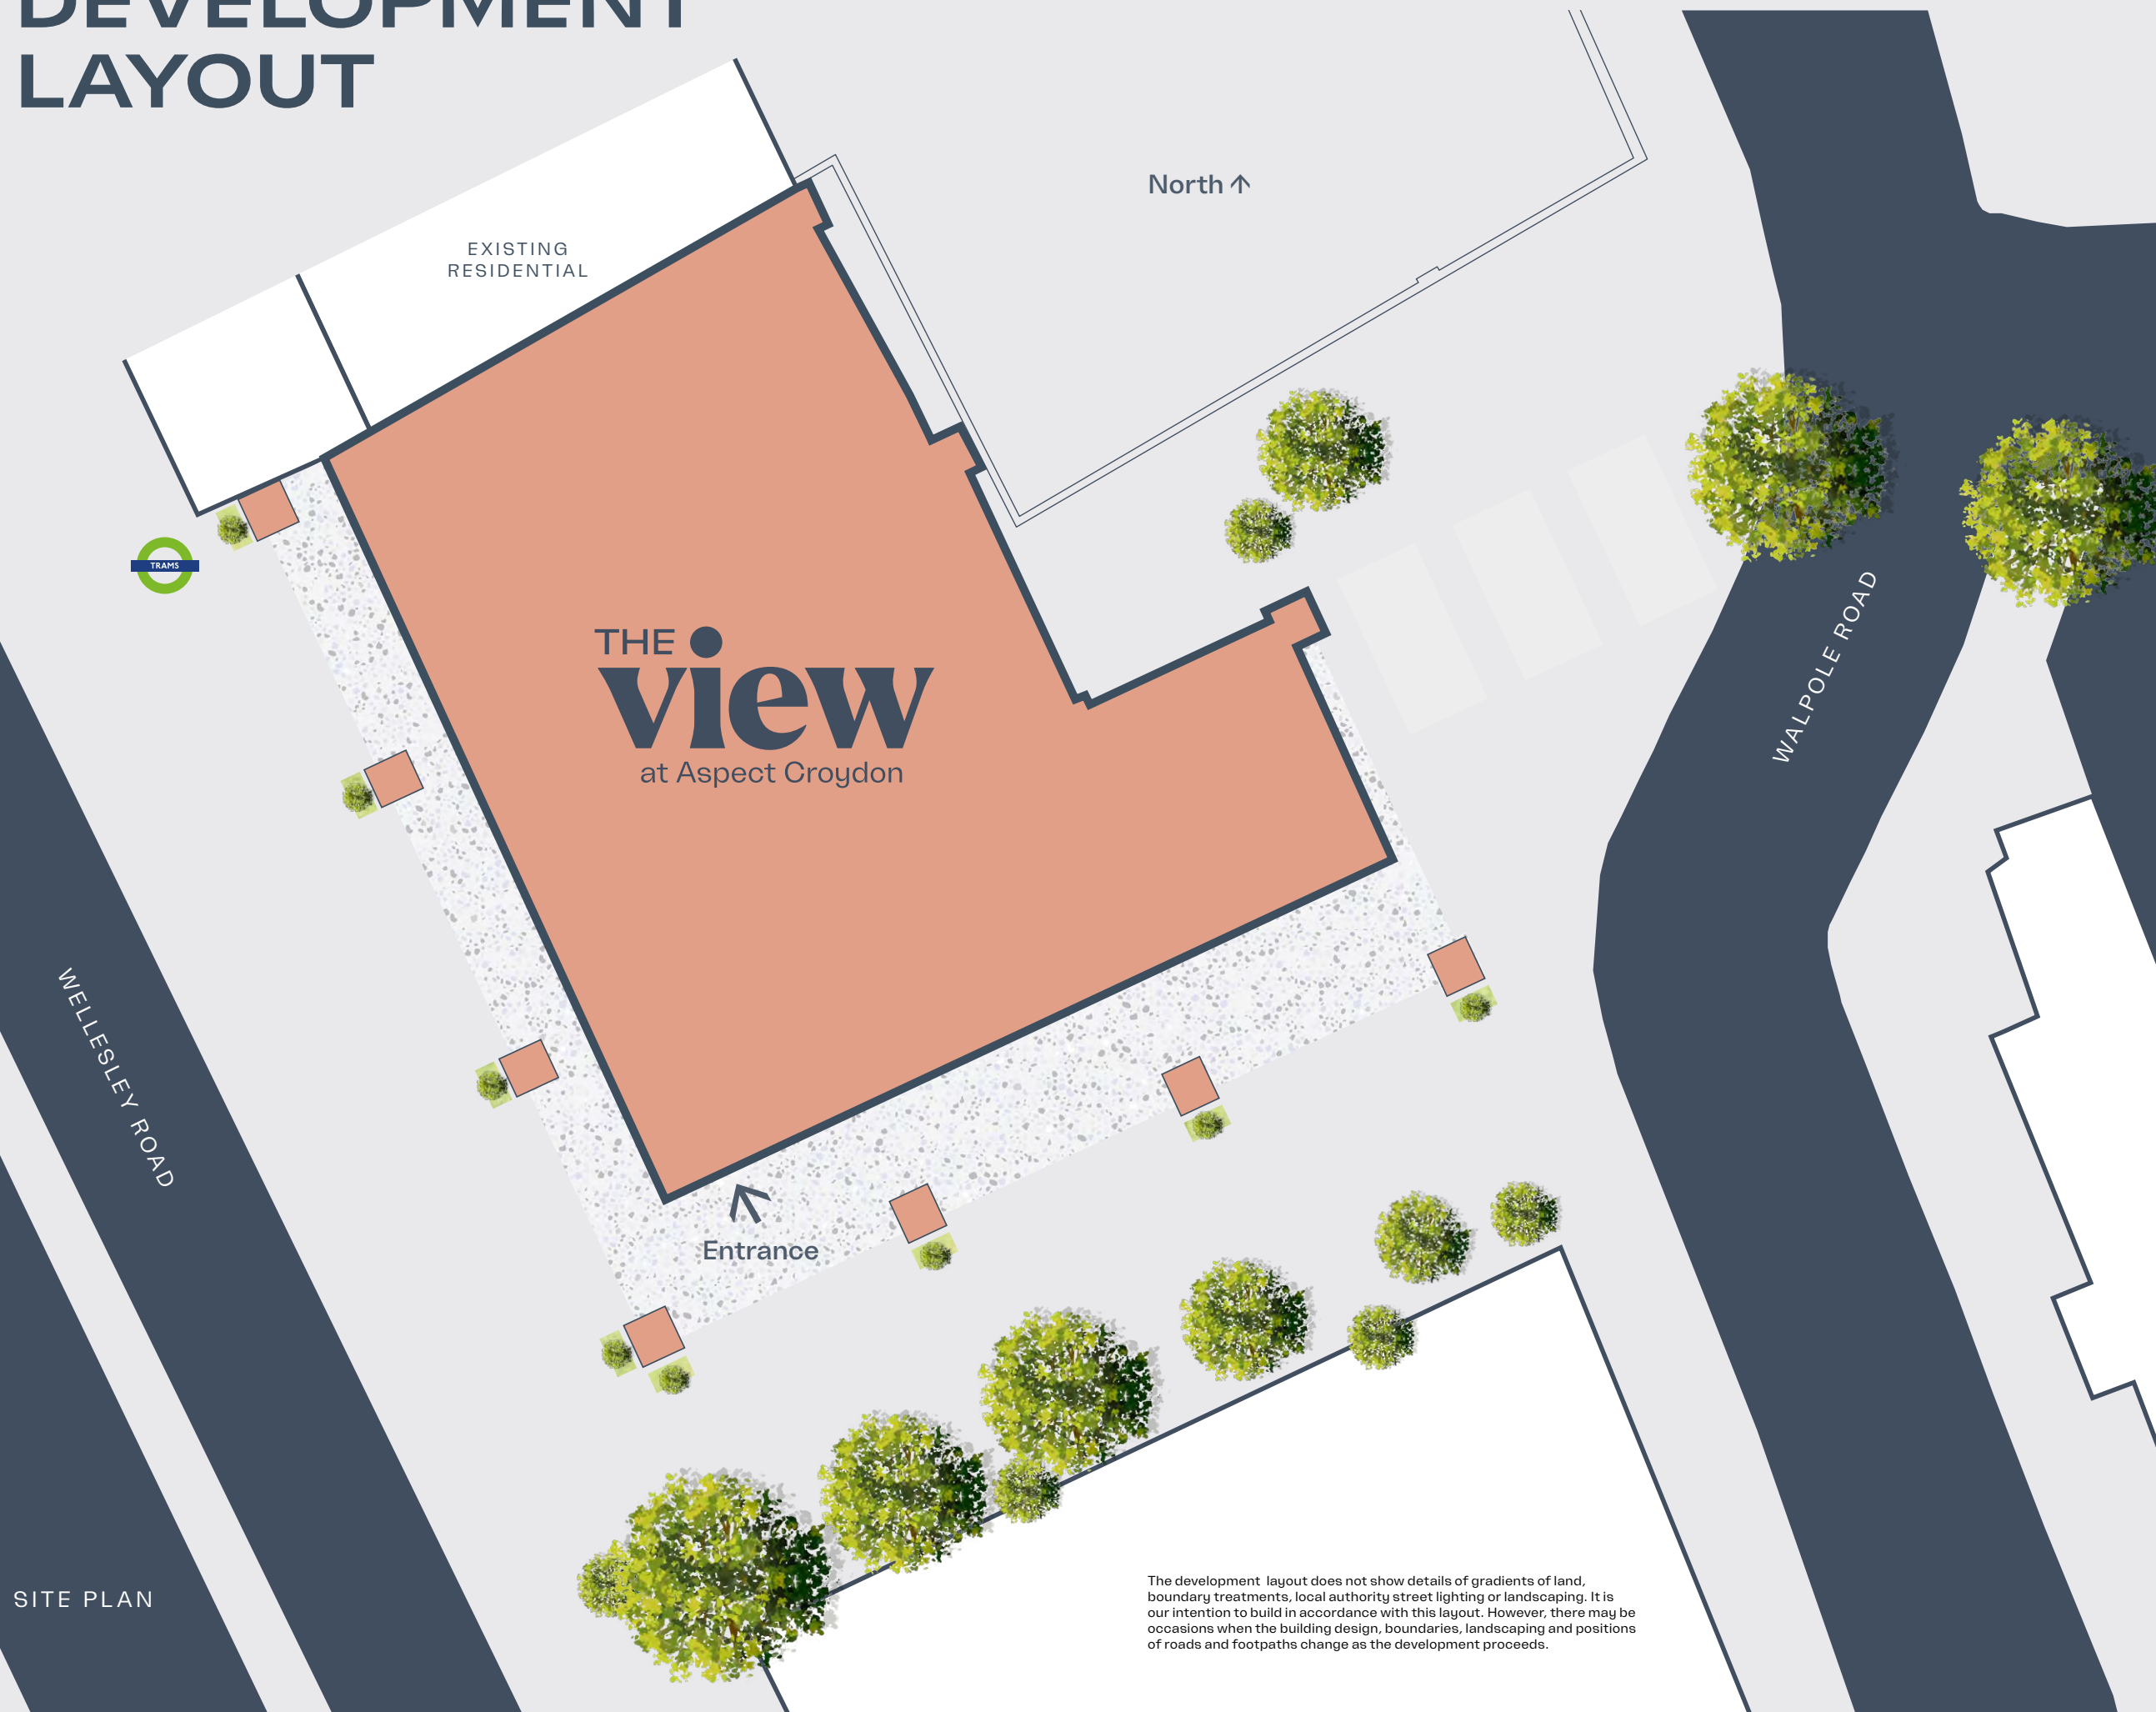 DEVELOPMENT
LAYOUT
North
EXISTING
RESIDENTIAL
TRAMS
THE
view
at Aspect Croydon
WALPOLE ROAD
WELLESLEY ROAD
Entrance
SITE PLAN
The development layout does not show details of gradients of land,
boundary treatments, local authority street lighting or landscaping. It is
our intention to build in accordance with this layout. However, there may be
occasions when the building design, boundaries, landscaping and positions
of roads and footpaths change as the development proceeds.